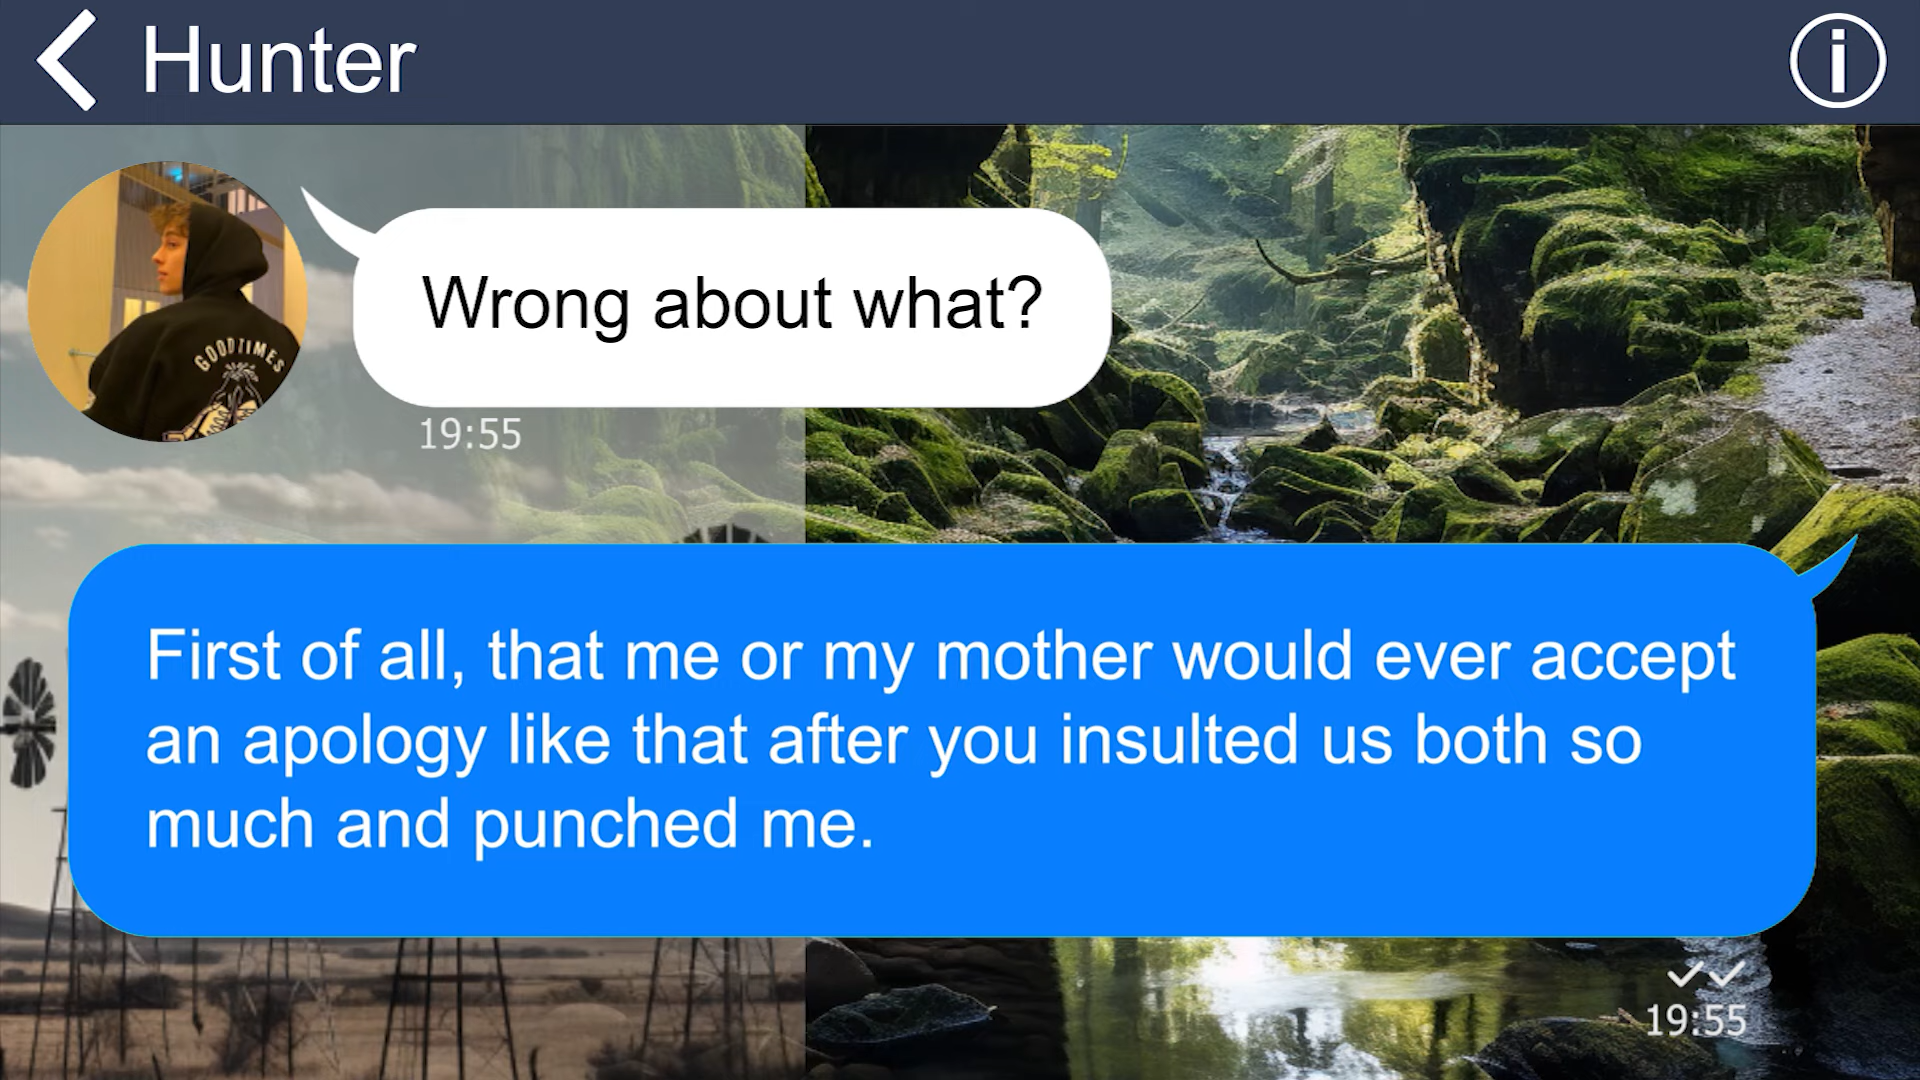 Hunter
GOODTIMES
Wrong about what?
19:55
First of all, that me or my mother would ever accept
an apology like that after you insulted us both so
much and punched me.
19:55